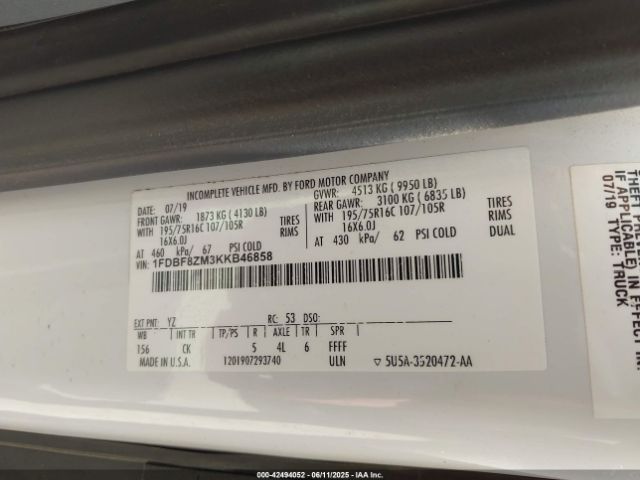 INCOMPLETE VEHICLE MFD. BY FORD MOTOR COMPANY
DATE: 07/19 GVWR: 4513 KG ( 9950 LB)
FRONT GAWR: 1873 KG ( 4130 LB) REAR GAWR: 3100 KG ( 6835 LB)
WITH 195/75R16C 107/105R TIRES WITH 195/75R16C 107/105R TIRES
16X6.0J RIMS 16X6.0J RIMS
AT 460 kPa/ 67 PSI COLD AT 430 kPa/ 62 PSI COLD DUAL
VIN: 1FDBF8ZM3KKB46858
EXT PNT: YZ RC: 53 DSO:
WB INT TR TP/PS R AXLE TR SPR
156 CK 5 4L 6 FFFF
MADE IN U.S.A. 1201907293740 ULN ▽ 5U5A-3520472-AA
THEFT
IF APPLICABLE)
07/19 TYPE: TRUCK
000-42494052 - 06/11/2025 - IAA Inc.